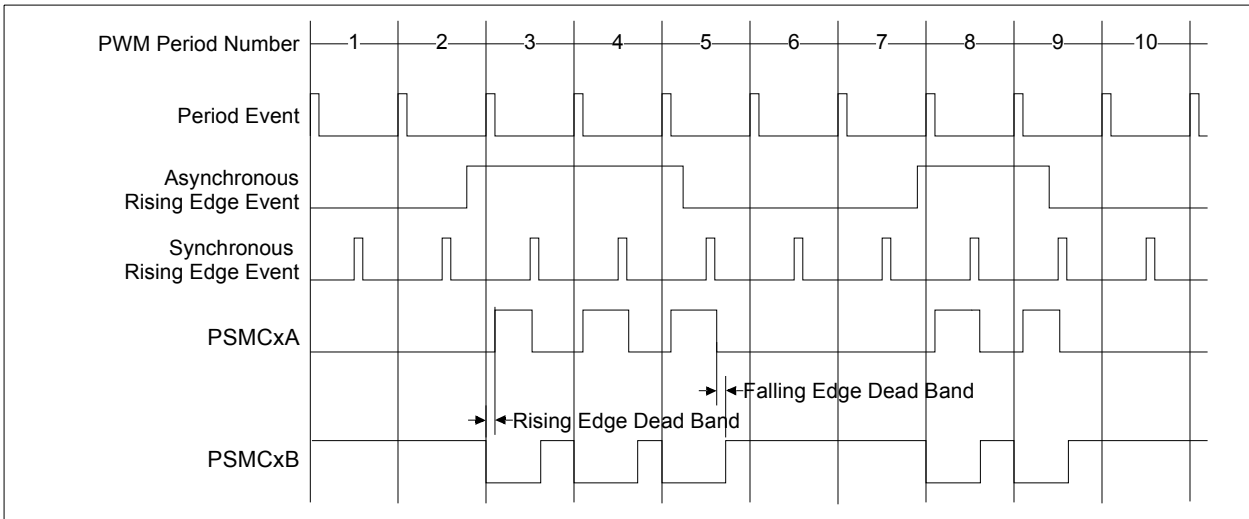 PWM Period Number
1 2 3 4 5 6 7 8 9 10
Period Event
Asynchronous
Rising Edge Event
Synchronous
Rising Edge Event
PSMCxA
Falling Edge Dead Band
Rising Edge Dead Band
PSMCxB